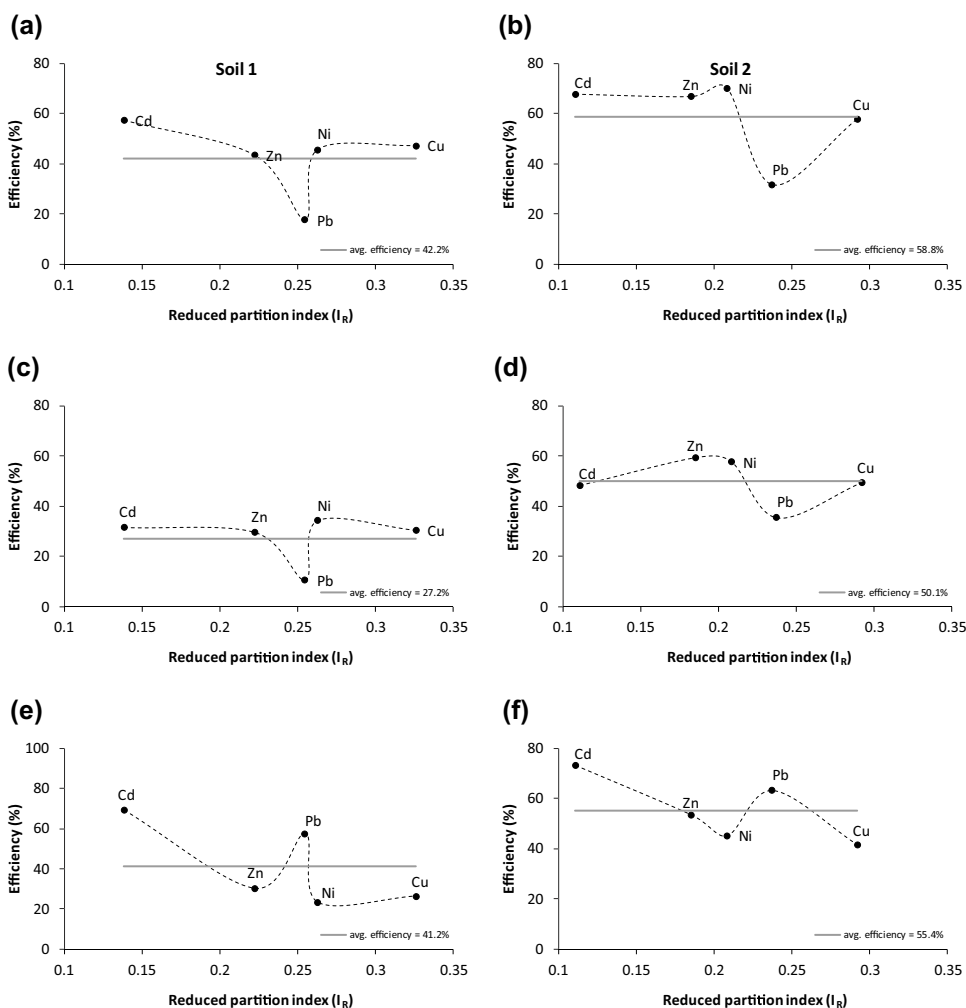 (a)
Soil 1
80
60
40
20
0
Efficiency (%)
Cd
Zn
Pb
Ni
Cu
avg. efficiency = 42.2%
0.1 0.15 0.2 0.25 0.3 0.35
Reduced partition index (IR)
(b)
Soil 2
80
60
40
20
0
Efficiency (%)
Cd
Zn
Ni
Pb
Cu
avg. efficiency = 58.8%
0.1 0.15 0.2 0.25 0.3 0.35
Reduced partition index (IR)
(c)
80
60
40
20
0
Efficiency (%)
Cd
Zn
Pb
Ni
Cu
avg. efficiency = 27.2%
0.1 0.15 0.2 0.25 0.3 0.35
Reduced partition index (IR)
(d)
80
60
40
20
0
Efficiency (%)
Cd
Zn
Ni
Pb
Cu
avg. efficiency = 50.1%
0.1 0.15 0.2 0.25 0.3 0.35
Reduced partition index (IR)
(e)
100
80
60
40
20
0
Efficiency (%)
Cd
Zn
Pb
Ni
Cu
avg. efficiency = 41.2%
0.1 0.15 0.2 0.25 0.3 0.35
Reduced partition index (IR)
(f)
80
60
40
20
0
Efficiency (%)
Cd
Zn
Ni
Pb
Cu
avg. efficiency = 55.4%
0.1 0.15 0.2 0.25 0.3 0.35
Reduced partition index (IR)